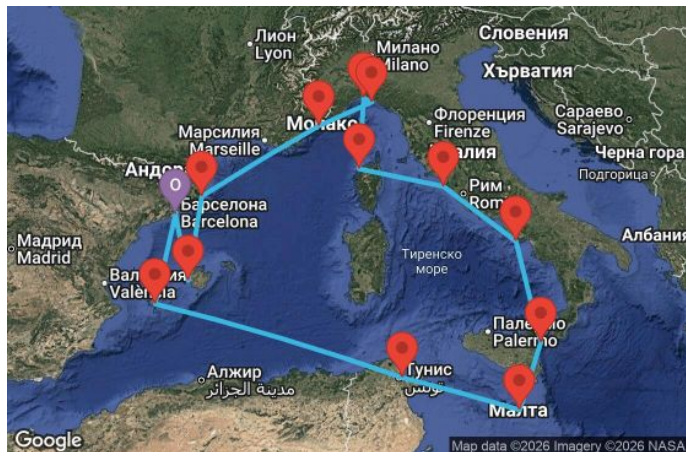 Словения
Лион
Lyon
Милано
Milano
Хърватия
Монако
Флоренция
Firenze
Сараево
Sarajevo
Марсилия
Marseille
Италия
Черна гора
Андора
Подгорица
Рим
Барселона
Barcelona
Мадрид
Madrid
Албания
Тиренско
море
Валенсия
València
Палермо
Palermo
Алжир
مدينة الجزائر
Тунис
تونس
Малта
Google
Map data ©2026 Imagery ©2026 NASA